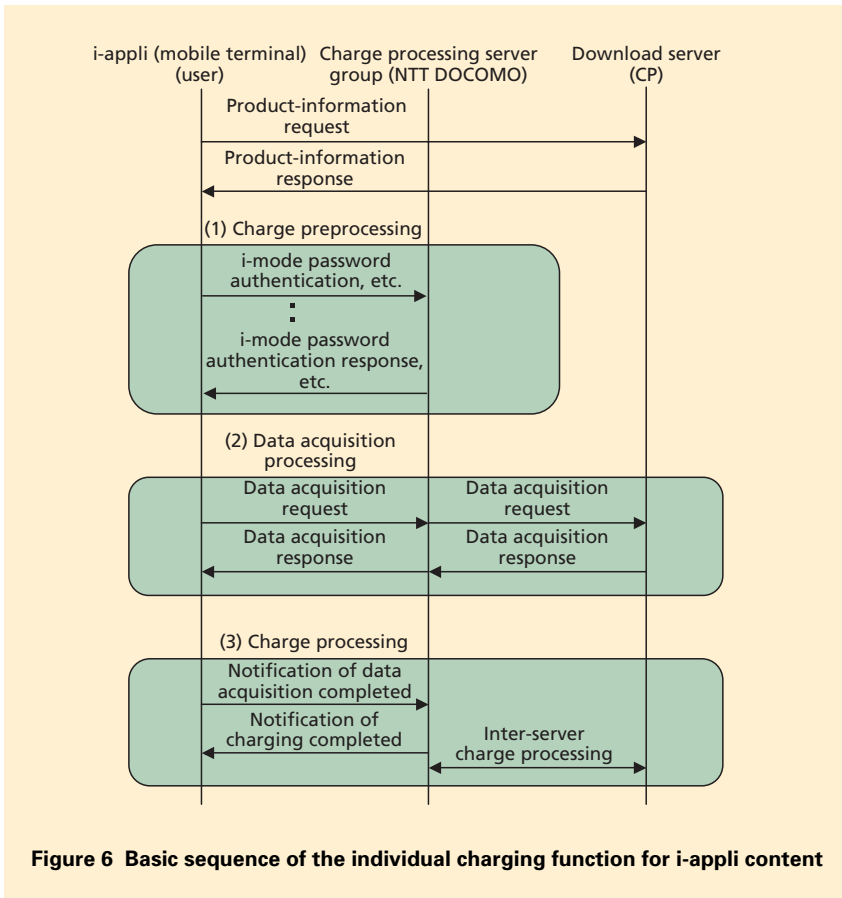 i-appli (mobile terminal)
(user)
Charge processing server
group (NTT DOCOMO)
Download server
(CP)
Product-information
request
Product-information
response
(1) Charge preprocessing
i-mode password
authentication, etc.
i-mode password
authentication response,
etc.
(2) Data acquisition
processing
Data acquisition
request
Data acquisition
request
Data acquisition
response
Data acquisition
response
(3) Charge processing
Notification of data
acquisition completed
Notification of
charging completed
Inter-server
charge processing
Figure 6 Basic sequence of the individual charging function for i-appli content